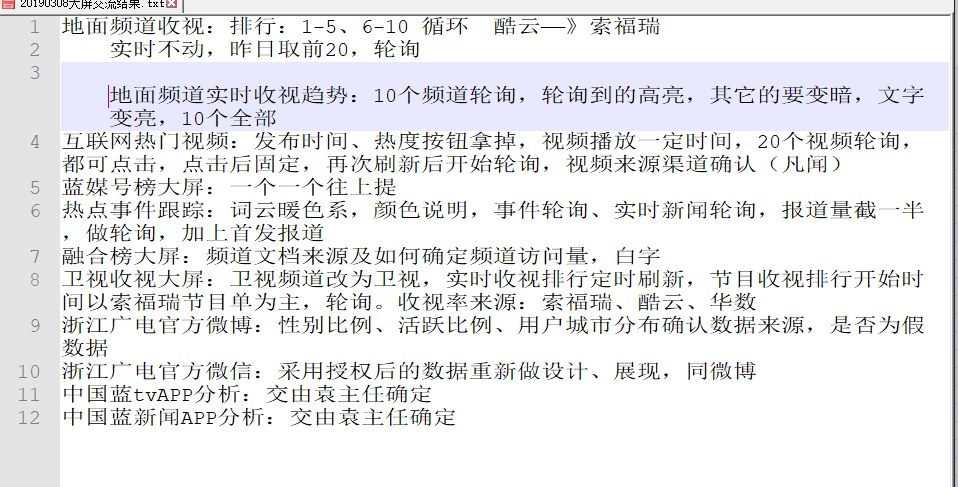 20190308大屏交流结果.txt
1 地面频道收视：排行：1-5、6-10 循环 酷云——》索福瑞
2 实时不动，昨日取前20，轮询
3
地面频道实时收视趋势：10个频道轮询，轮询到的高亮，其它的要变暗，文字
变亮，10个全部
4 互联网热门视频：发布时间、热度按钮拿掉，视频播放一定时间，20个视频轮询，
都可点击，点击后固定，再次刷新后开始轮询，视频来源渠道确认（凡闻）
5 蓝媒号榜大屏：一个一个往上提
6 热点事件跟踪：词云暖色系，颜色说明，事件轮询、实时新闻轮询，报道量截一半
，做轮询，加上首发报道
7 融合榜大屏：频道文档来源及如何确定频道访问量，白字
8 卫视收视大屏：卫视频道改为卫视，实时收视排行定时刷新，节目收视排行开始时
间以索福瑞节目单为主，轮询。收视率来源：索福瑞、酷云、华数
9 浙江广电官方微博：性别比例、活跃比例、用户城市分布确认数据来源，是否为假
数据
10 浙江广电官方微信：采用授权后的数据重新做设计、展现，同微博
11 中国蓝tvAPP分析：交由袁主任确定
12 中国蓝新闻APP分析：交由袁主任确定